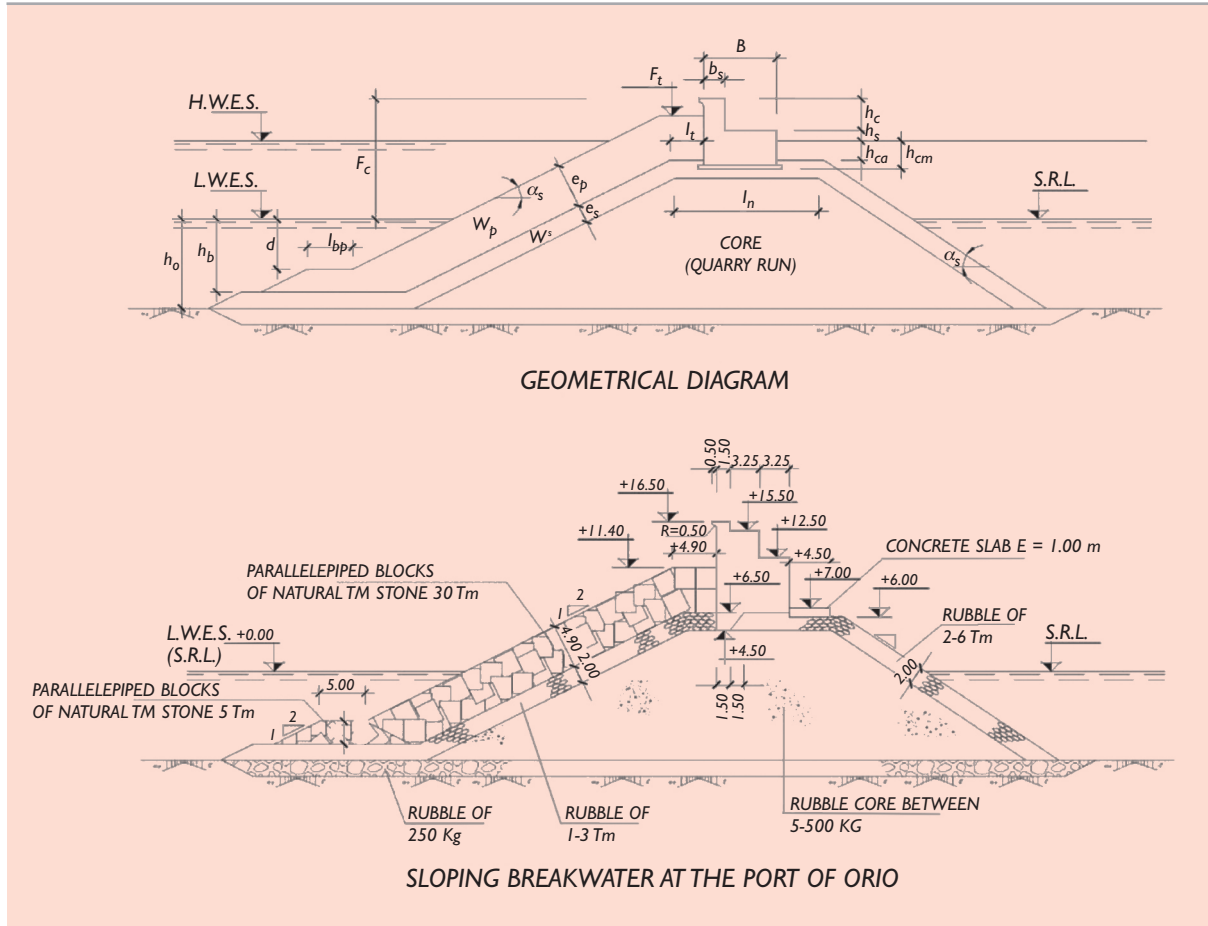 B
b_s
F_t
H.W.E.S.
h_c
h_s
l_t
F_c
h_ca
h_cm
L.W.E.S.
e_p
α_s
S.R.L.
e_s
l_n
W_p
d
l_bp
W^s
h_b
h_o
CORE
(QUARRY RUN)
α_s
GEOMETRICAL DIAGRAM
0.50
1.50
3.25
3.25
+16.50
+15.50
R=0.50
+11.40
+12.50
+4.90
+4.50
CONCRETE SLAB E = 1.00 m
PARALLELEPIPED BLOCKS
OF NATURAL TM STONE 30 Tm
+6.50
+7.00
+6.00
2
1
RUBBLE OF
2-6 Tm
L.W.E.S. +0.00
(S.R.L.)
4.90
2.00
+4.50
S.R.L.
2.00
PARALLELEPIPED BLOCKS
OF NATURAL TM STONE 5 Tm
5.00
1.50
1.50
2
1
RUBBLE OF
250 Kg
RUBBLE OF
1-3 Tm
RUBBLE CORE BETWEEN
5-500 KG
SLOPING BREAKWATER AT THE PORT OF ORIO